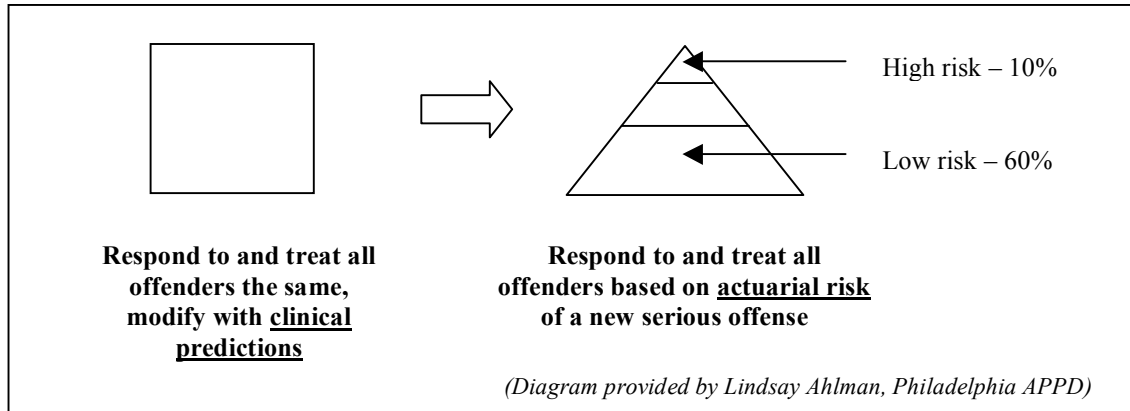 High risk – 10%
Low risk – 60%
Respond to and treat all
offenders the same,
modify with clinical
predictions
Respond to and treat all
offenders based on actuarial risk
of a new serious offense
(Diagram provided by Lindsay Ahlman, Philadelphia APPD)